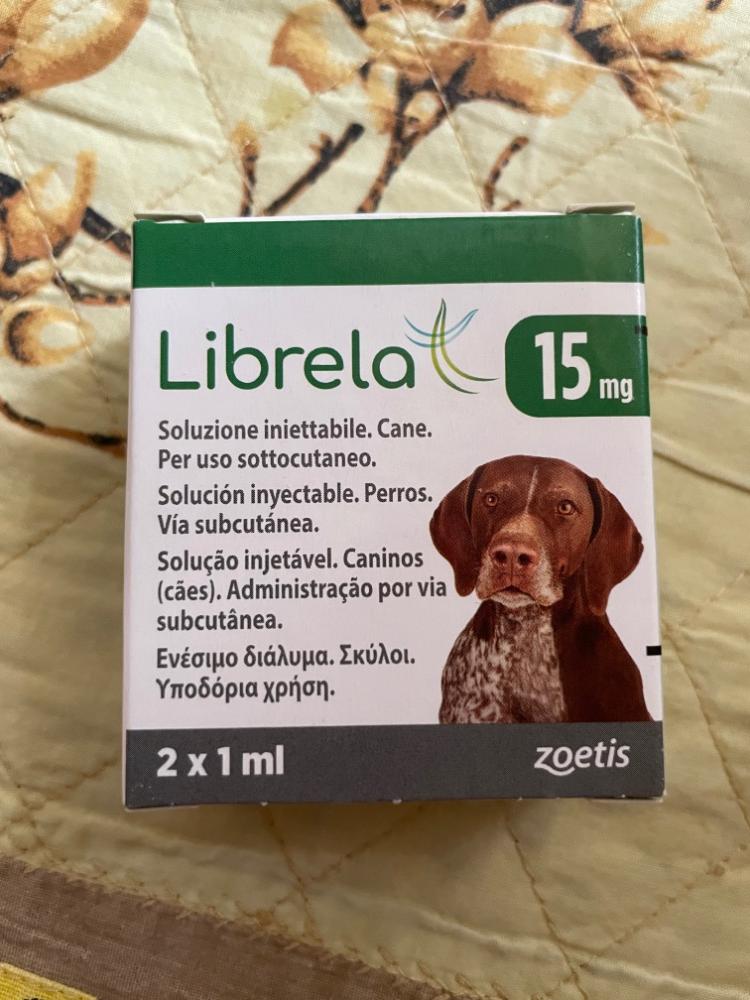 Librela
15 mg
Soluzione iniettabile. Cane.
Per uso sottocutaneo.
Solución inyectable. Perros.
Vía subcutánea.
Solução injetável. Caninos
(cães). Administração por via
subcutânea.
Ενέσιμο διάλυμα. Σκύλοι.
Υποδόρια χρήση.
2 x 1 ml
zoetis